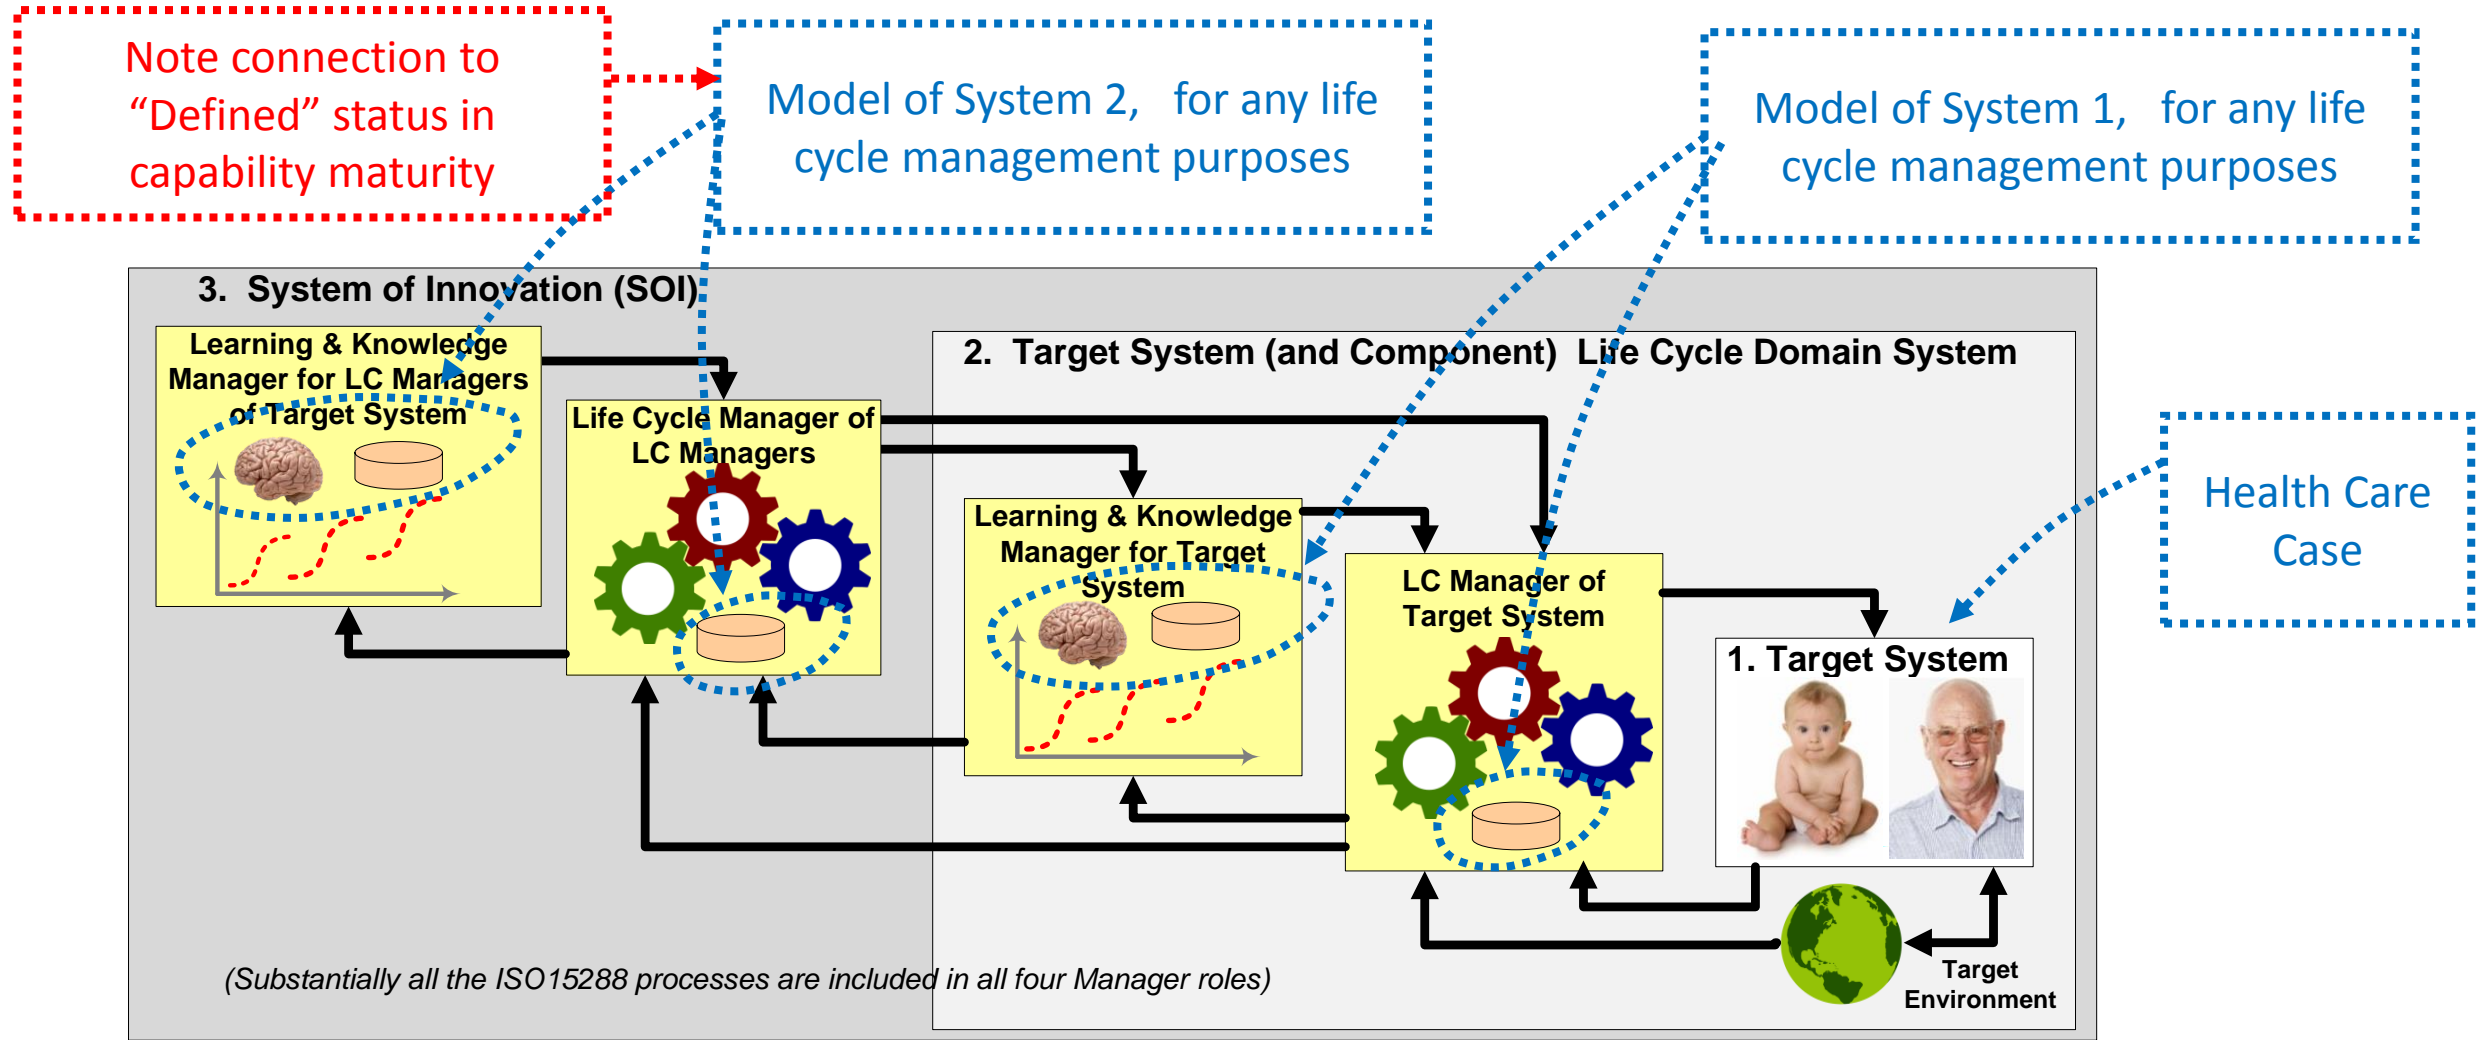 Note connection to
“Defined” status in
capability maturity
Model of System 2,   for any life
cycle management purposes
Model of System 1,   for any life
cycle management purposes
3.  System of Innovation (SOI)
Learning & Knowledge
Manager for LC Managers
of Target System
2.  Target System (and Component)  Life Cycle Domain System
Life Cycle Manager of
LC Managers
Health Care
Case
Learning & Knowledge
Manager for Target
System
LC Manager of
Target System
1. Target System
Target
Environment
(Substantially all the ISO15288 processes are included in all four Manager roles)